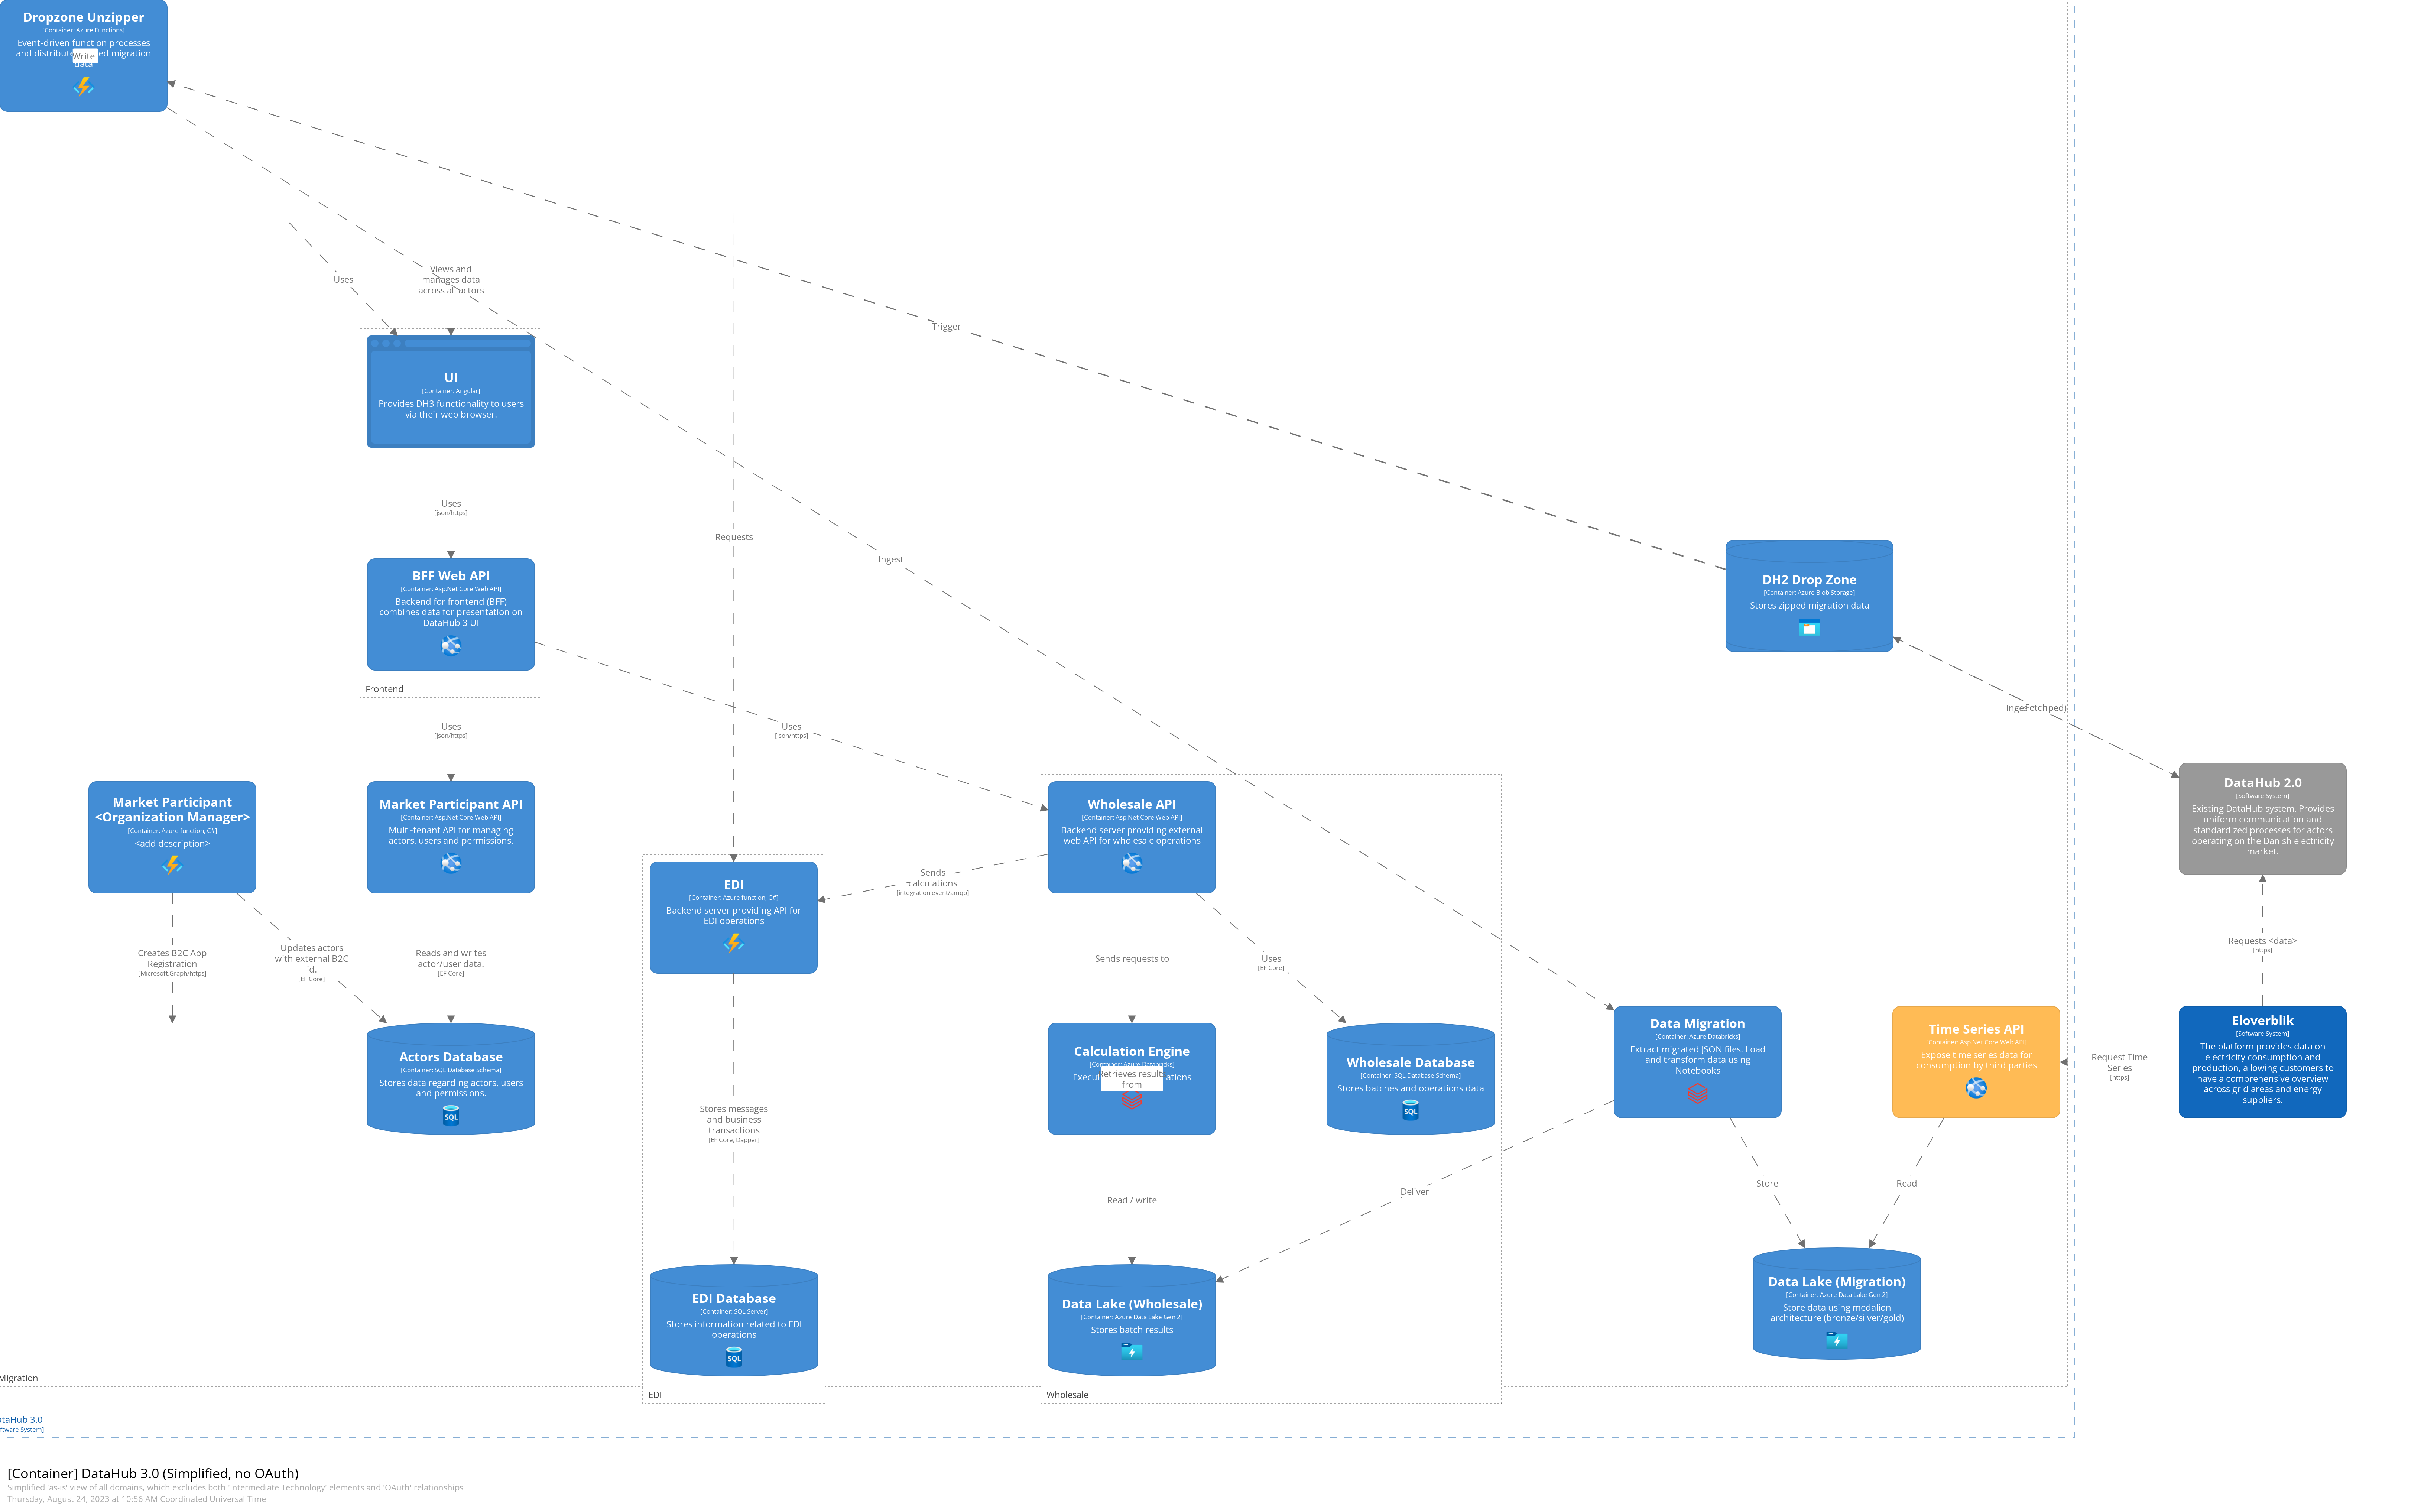 Dropzone Unzipper
[Container: Azure Functions]
Event-driven function processes
and distribut ed migration
Write
data
Uses
Views and
manages data
across all actors
Trigger
UI
[Container: Angular]
Provides DH3 functionality to users
via their web browser.
Uses
[json/https]
Requests
Ingest
BFF Web API
[Container: Asp.Net Core Web API]
Backend for frontend (BFF)
combines data for presentation on
DataHub 3 UI
Frontend
DH2 Drop Zone
[Container: Azure Blob Storage]
Stores zipped migration data
Fetch ped)
Uses
[json/https]
Uses
[json/https]
Market Participant
<Organization Manager>
[Container: Azure function, C#]
<add description>
Market Participant API
[Container: Asp.Net Core Web API]
Multi-tenant API for managing
actors, users and permissions.
Wholesale API
[Container: Asp.Net Core Web API]
Backend server providing external
web API for wholesale operations
DataHub 2.0
[Software System]
Existing DataHub system. Provides
uniform communication and
standardized processes for actors
operating on the Danish electricity
market.
EDI
[Container: Azure function, C#]
Backend server providing API for
EDI operations
Sends
calculations
[integration event/amqp]
Creates B2C App
Registration
[Microsoft.Graph/https]
Updates actors
with external B2C
id.
[EF Core]
Reads and writes
actor/user data.
[EF Core]
Sends requests to
Uses
[EF Core]
Requests <data>
[https]
Actors Database
[Container: SQL Database Schema]
Stores data regarding actors, users
and permissions.
Calculation Engine
[Container: Azure Databricks]
Retrieves results
from
Wholesale Database
[Container: SQL Database Schema]
Stores batches and operations data
Data Migration
[Container: Azure Databricks]
Extract migrated JSON files. Load
and transform data using
Notebooks
Time Series API
[Container: Asp.Net Core Web API]
Expose time series data for
consumption by third parties
Request Time
Series
[https]
Eloverblik
[Software System]
The platform provides data on
electricity consumption and
production, allowing customers to
have a comprehensive overview
across grid areas and energy
suppliers.
Stores messages
and business
transactions
[EF Core, Dapper]
Read / write
Deliver
Store
Read
EDI Database
[Container: SQL Server]
Stores information related to EDI
operations
Data Lake (Wholesale)
[Container: Azure Data Lake Gen 2]
Stores batch results
Data Lake (Migration)
[Container: Azure Data Lake Gen 2]
Store data using medalion
architecture (bronze/silver/gold)
Migration
EDI
Wholesale
ataHub 3.0
ftware System]
[Container] DataHub 3.0 (Simplified, no OAuth)
Simplified 'as-is' view of all domains, which excludes both 'Intermediate Technology' elements and 'OAuth' relationships
Thursday, August 24, 2023 at 10:56 AM Coordinated Universal Time